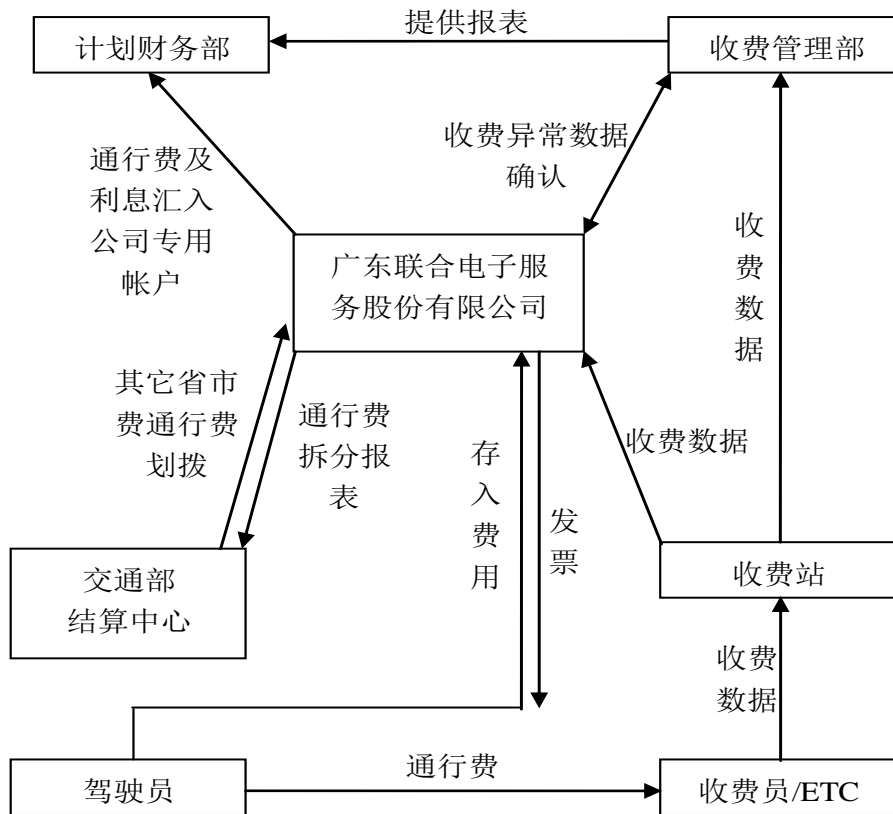 提供报表
计划财务部
收费管理部
收费异常数据
确认
通行费及
利息汇入
公司专用
帐户
收
费
数
据
广东联合电子服
务股份有限公司
其它省市
费通行费
划拨
通行费
拆分报
表
存
入
费
用
发
票
收费数据
交通部
结算中心
收费站
收费
数据
驾驶员
通行费
收费员/ETC